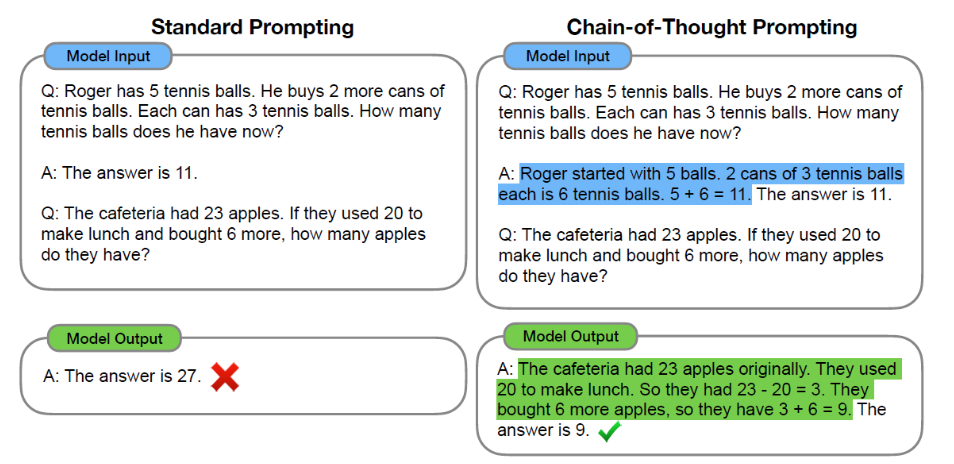 Standard Prompting
Model Input
Q: Roger has 5 tennis balls. He buys 2 more cans of
tennis balls. Each can has 3 tennis balls. How many
tennis balls does he have now?
A: The answer is 11.
Q: The cafeteria had 23 apples. If they used 20 to
make lunch and bought 6 more, how many apples
do they have?
Model Output
A: The answer is 27.
Chain-of-Thought Prompting
Model Input
Q: Roger has 5 tennis balls. He buys 2 more cans of
tennis balls. Each can has 3 tennis balls. How many
tennis balls does he have now?
A: Roger started with 5 balls. 2 cans of 3 tennis balls
each is 6 tennis balls. 5 + 6 = 11. The answer is 11.
Q: The cafeteria had 23 apples. If they used 20 to
make lunch and bought 6 more, how many apples
do they have?
Model Output
A: The cafeteria had 23 apples originally. They used
20 to make lunch. So they had 23 - 20 = 3. They
bought 6 more apples, so they have 3 + 6 = 9. The
answer is 9.